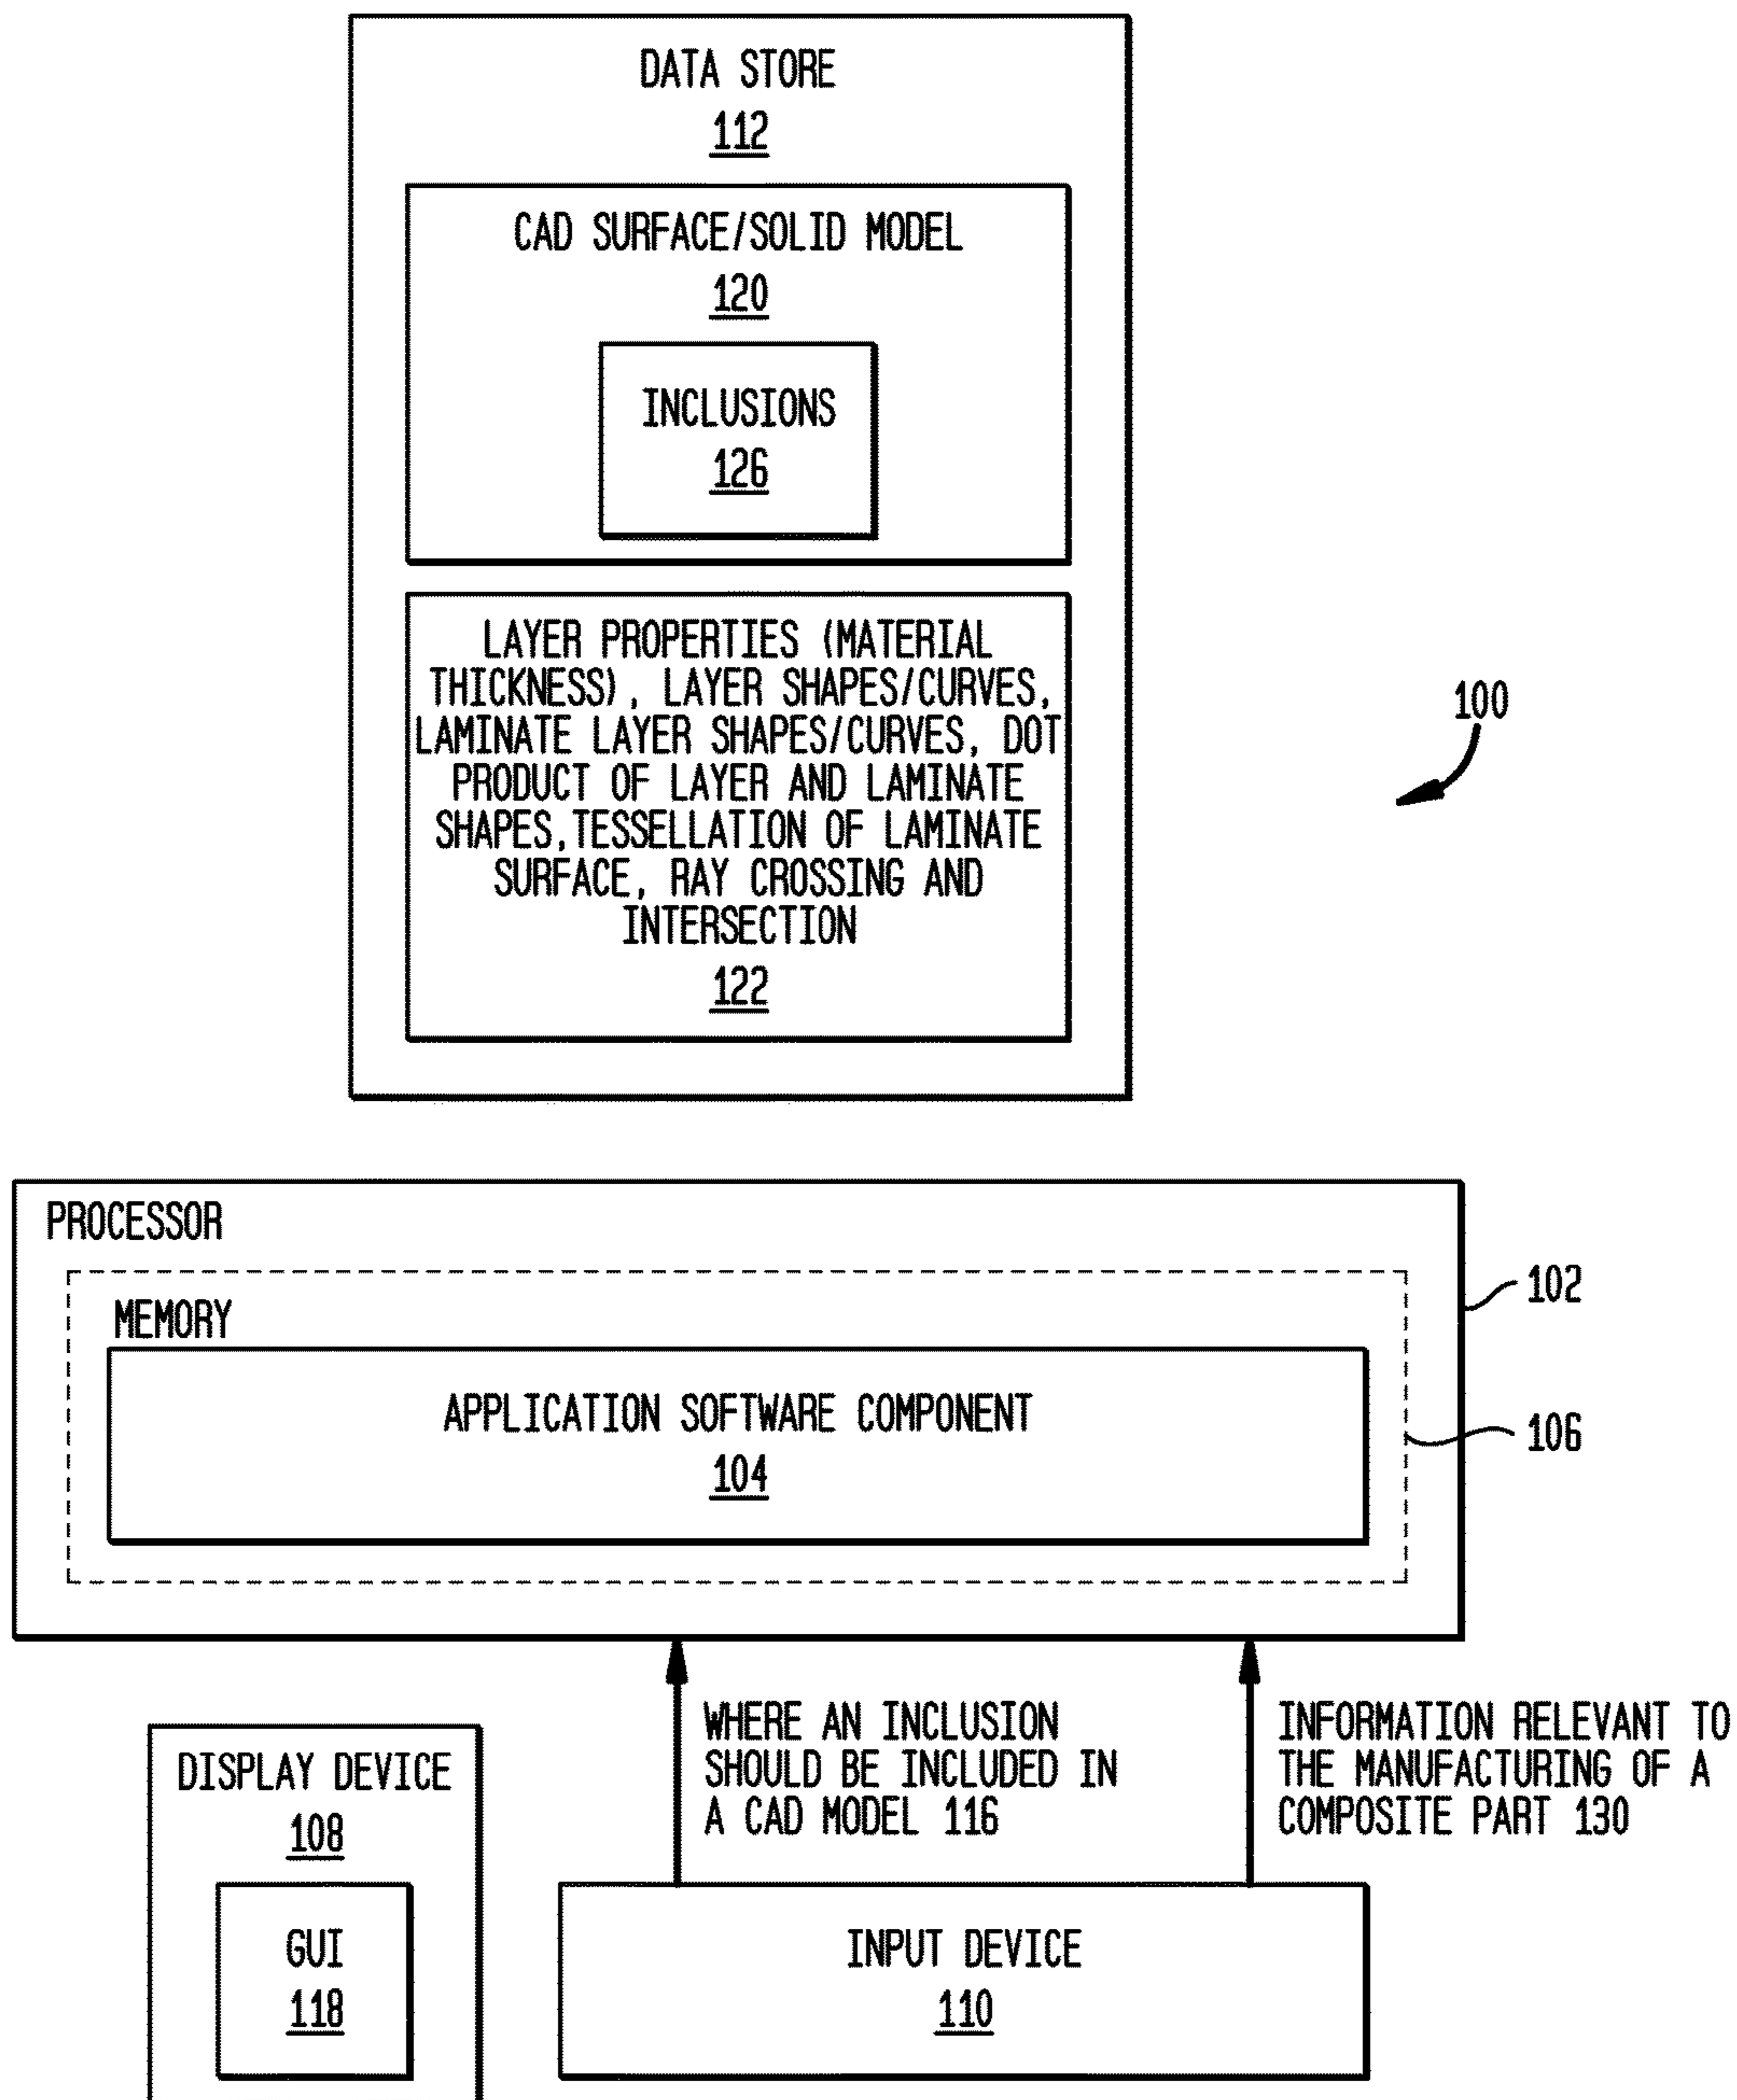 DATA STORE
112
CAD SURFACE/SOLID MODEL
120
INCLUSIONS
126
LAYER PROPERTIES (MATERIAL
THICKNESS), LAYER SHAPES/CURVES,
LAMINATE LAYER SHAPES/CURVES, DOT
PRODUCT OF LAYER AND LAMINATE
SHAPES,TESSELLATION OF LAMINATE
SURFACE, RAY CROSSING AND
INTERSECTION
122
100
PROCESSOR
102
MEMORY
APPLICATION SOFTWARE COMPONENT
104
106
WHERE AN INCLUSION
SHOULD BE INCLUDED IN
A CAD MODEL 116
INFORMATION RELEVANT TO
THE MANUFACTURING OF A
COMPOSITE PART 130
DISPLAY DEVICE
108
GUI
118
INPUT DEVICE
110